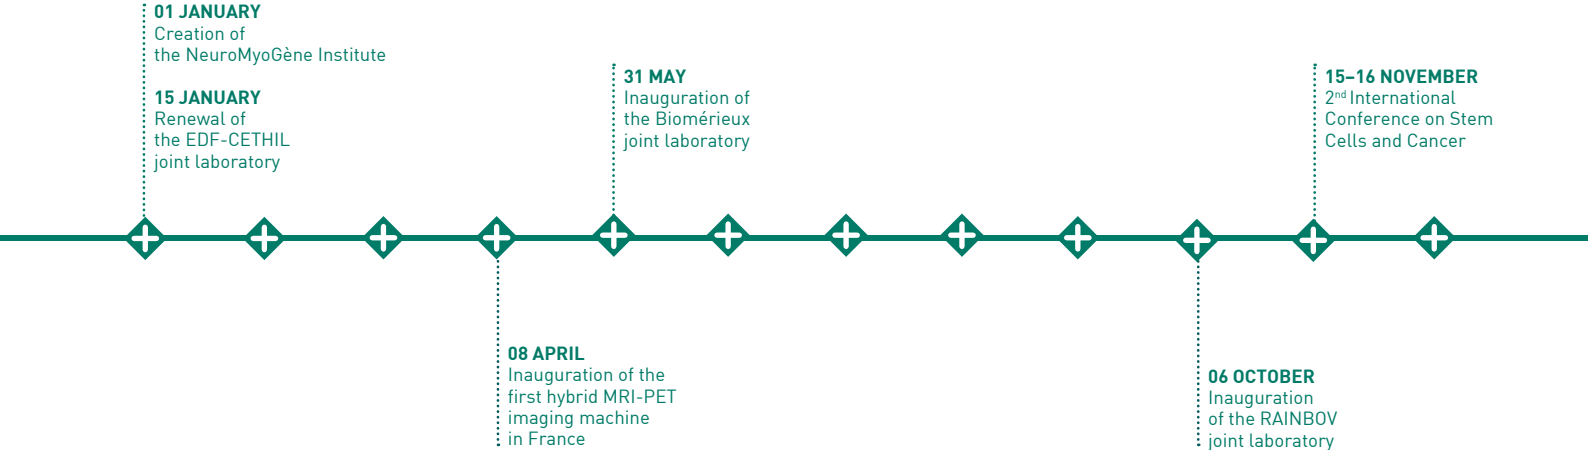 01 JANUARY
Creation of
the NeuroMyoGène Institute
15 JANUARY
Renewal of
the EDF-CETHIL
joint laboratory
08 APRIL
Inauguration of the
first hybrid MRI-PET
imaging machine
in France
31 MAY
Inauguration of
the Biomérieux
joint laboratory
06 OCTOBER
Inauguration
of the RAINBOV
joint laboratory
15–16 NOVEMBER
2nd International
Conference on Stem
Cells and Cancer